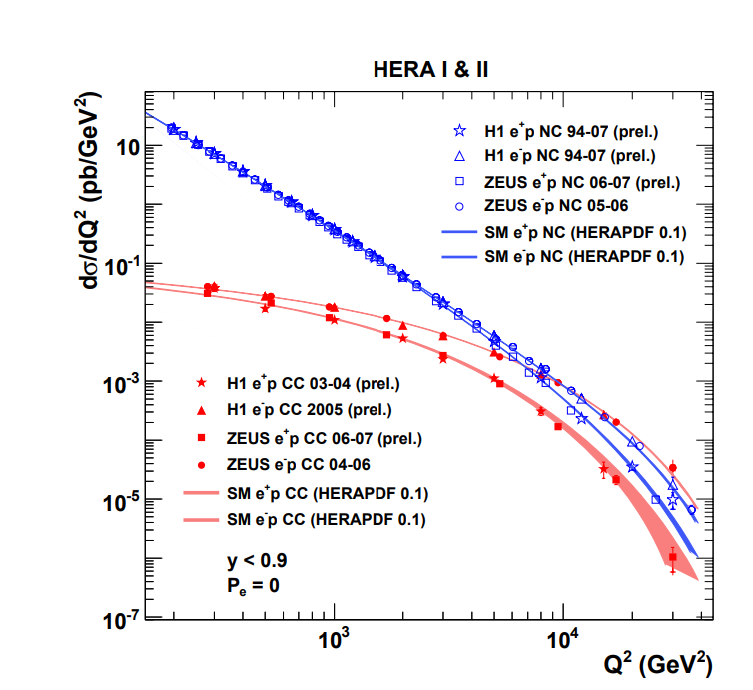 HERA I & II
dσ/dQ² (pb/GeV²)
10
10⁻¹
10⁻³
10⁻⁵
10⁻⁷
H1 e⁺p NC 94-07 (prel.)
H1 e⁻p NC 94-07 (prel.)
ZEUS e⁺p NC 06-07 (prel.)
ZEUS e⁻p NC 05-06
SM e⁺p NC (HERAPDF 0.1)
SM e⁻p NC (HERAPDF 0.1)
H1 e⁺p CC 03-04 (prel.)
H1 e⁻p CC 2005 (prel.)
ZEUS e⁺p CC 06-07 (prel.)
ZEUS e⁻p CC 04-06
SM e⁺p CC (HERAPDF 0.1)
SM e⁻p CC (HERAPDF 0.1)
y < 0.9
Pₑ = 0
10³
10⁴
Q² (GeV²)